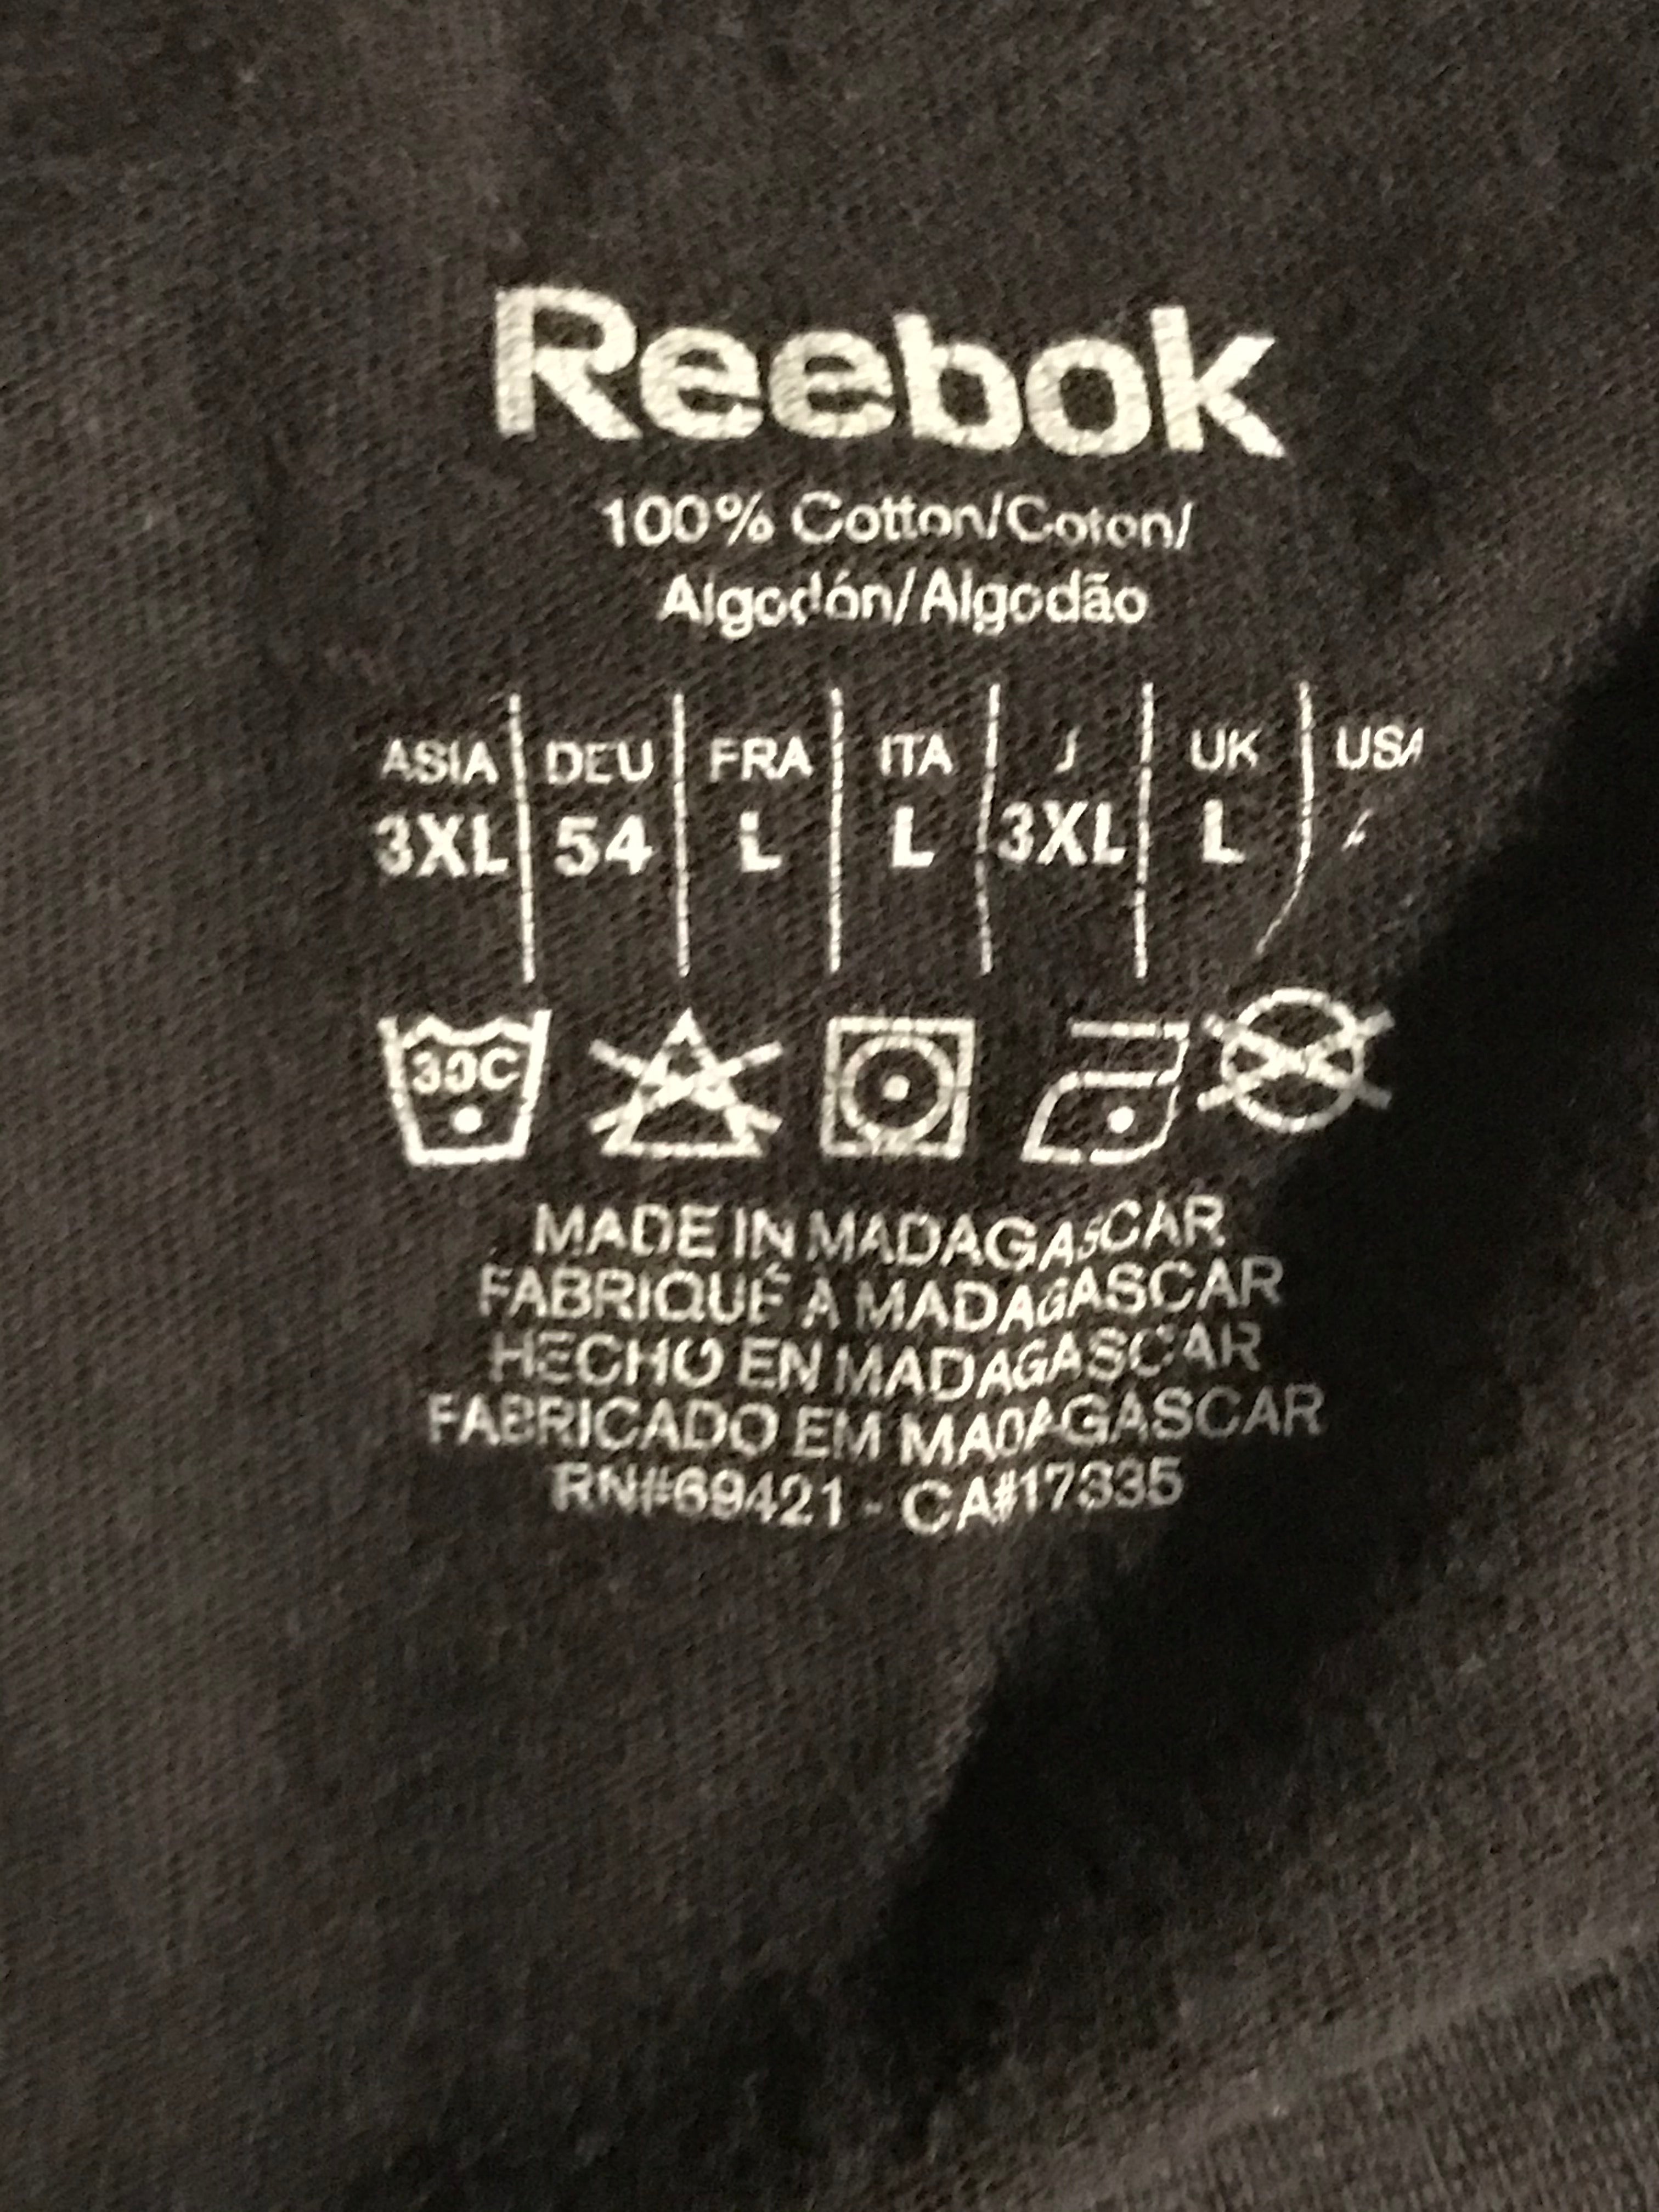 Reebok
100% Cotton/Coton/
Algodón/Algodão
ASIA DEU FRA ITA J UK USA
3XL 54 L L 3XL L
30C
MADE IN MADAGASCAR
FABRIQUÉ À MADAGASCAR
HECHO EN MADAGASCAR
FABRICADO EM MADAGASCAR
RN#69421 - CA#17335